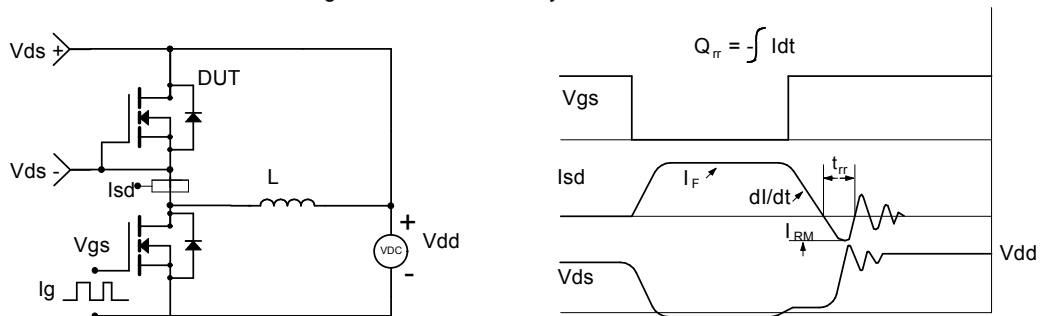 Vds +
DUT
Vds -
Isd
L
Vgs
+
VDC
Vdd
-
Ig
Q_rr = -∫ Idt
Vgs
t_rr
Isd
I_F
dI/dt
I_RM
Vdd
Vds